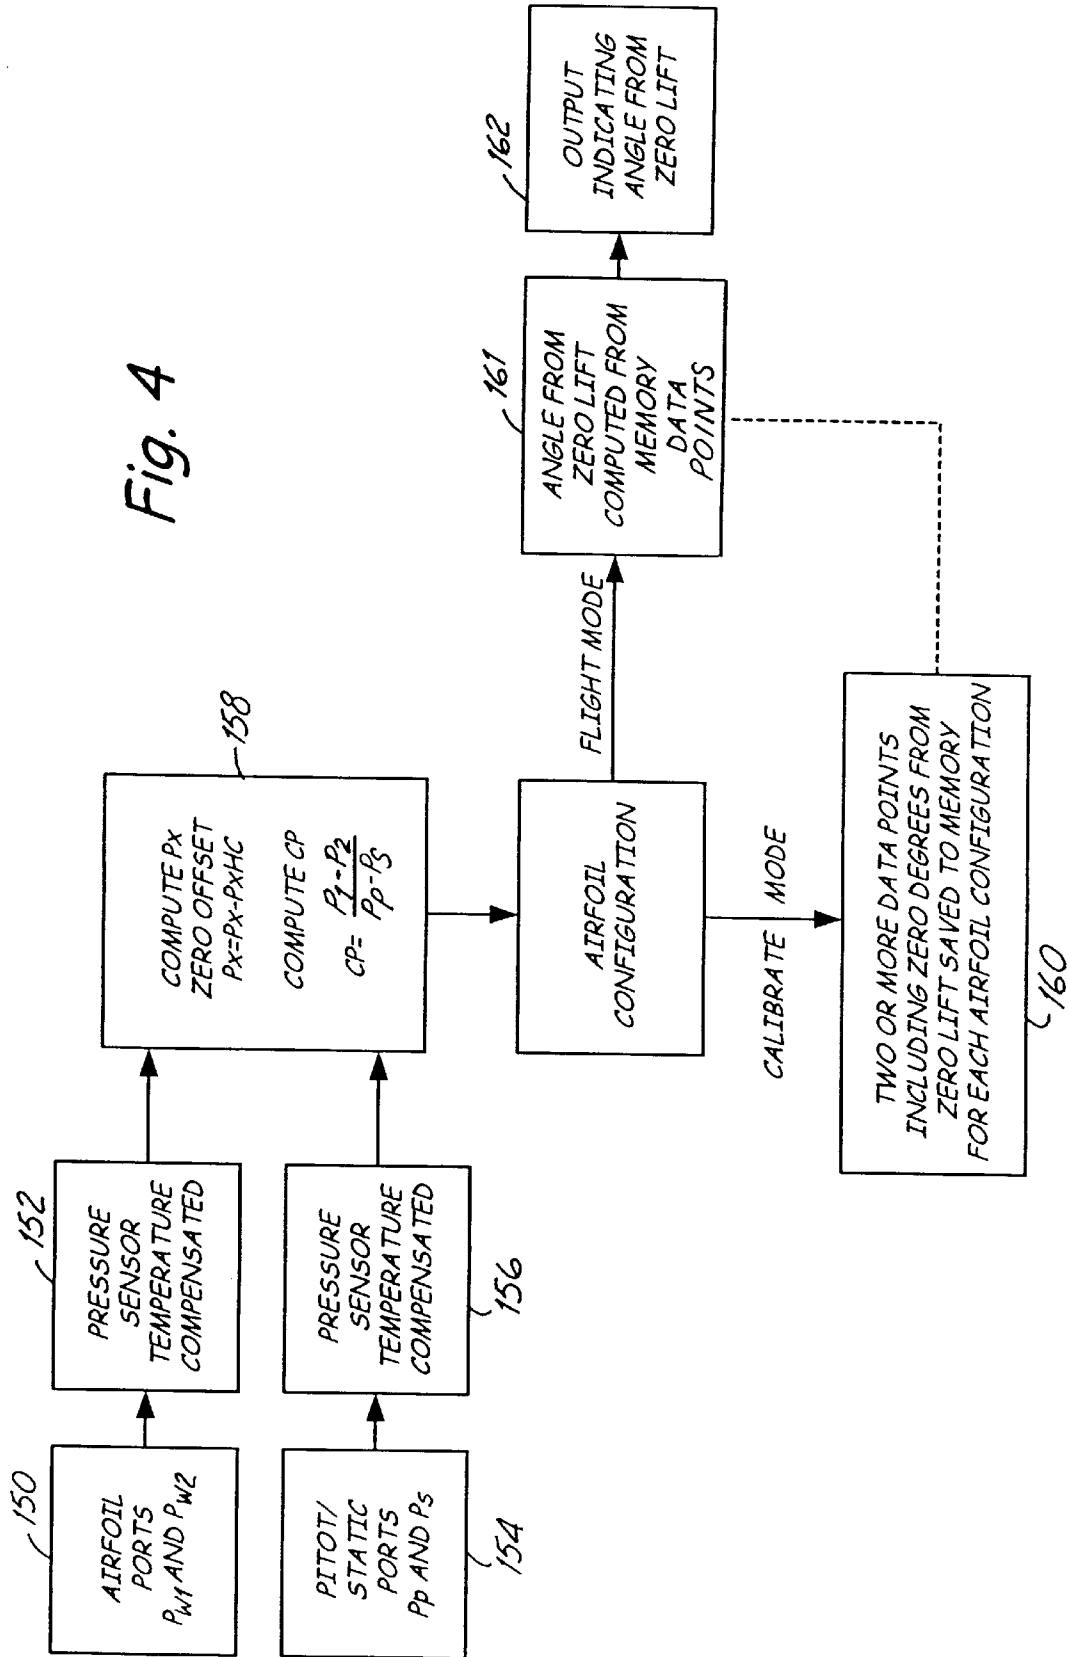 Fig. 4
150
AIRFOIL
PORTS
PW1 AND PW2
152
PRESSURE
SENSOR
TEMPERATURE
COMPENSATED
PITOT/
STATIC
PORTS
Pp AND PS
154
PRESSURE
SENSOR
TEMPERATURE
COMPENSATED
156
COMPUTE PX
ZERO OFFSET
PX=PX-PXHC
COMPUTE CP
CP= P1-P2 / Pp-PS
158
AIRFOIL
CONFIGURATION
FLIGHT MODE
CALIBRATE MODE
TWO OR MORE DATA POINTS
INCLUDING ZERO DEGREES FROM
ZERO LIFT SAVED TO MEMORY
FOR EACH AIRFOIL CONFIGURATION
160
161
ANGLE FROM
ZERO LIFT
COMPUTED FROM
MEMORY
DATA
POINTS
162
OUTPUT
INDICATING
ANGLE FROM
ZERO LIFT